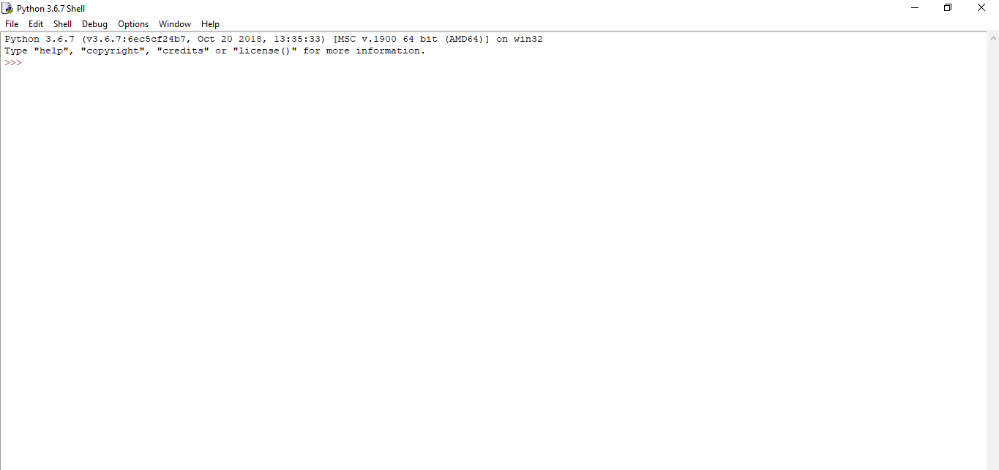 Python 3.6.7 Shell
File Edit Shell Debug Options Window Help
Python 3.6.7 (v3.6.7:6ec5cf24b7, Oct 20 2018, 13:35:33) [MSC v.1900 64 bit (AMD64)] on win32
Type "help", "copyright", "credits" or "license()" for more information.
>>>